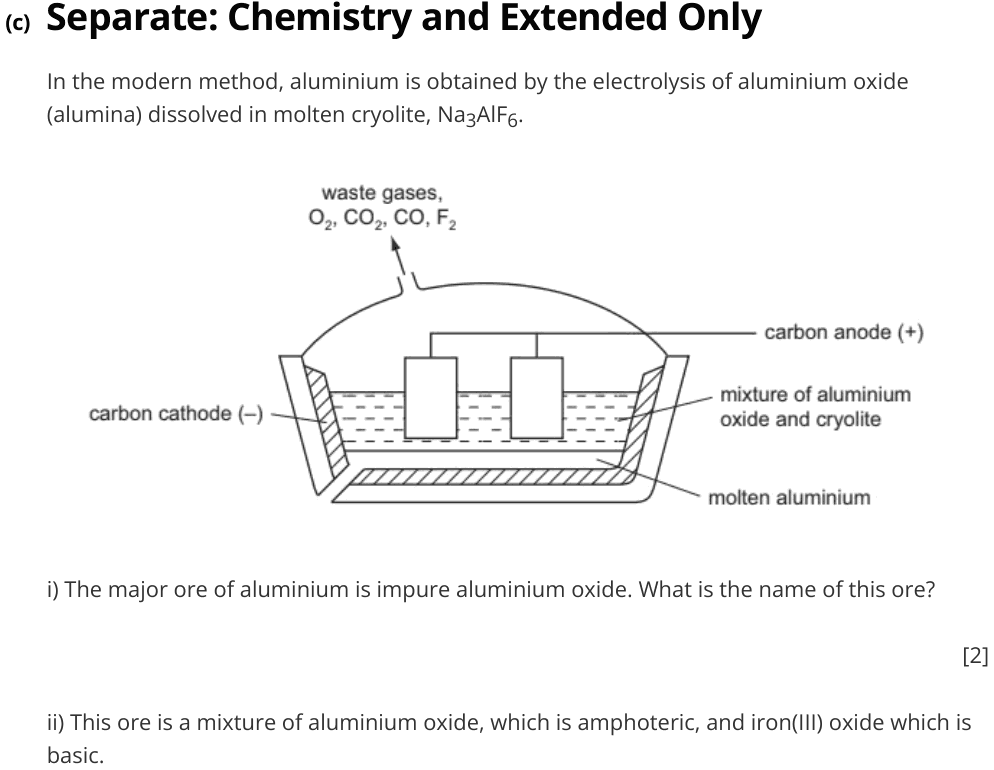 (c) Separate: Chemistry and Extended Only
In the modern method, aluminium is obtained by the electrolysis of aluminium oxide
(alumina) dissolved in molten cryolite, Na₃AlF₆.
waste gases,
O₂, CO₂, CO, F₂
carbon anode (+)
mixture of aluminium
oxide and cryolite
carbon cathode (–)
molten aluminium
i) The major ore of aluminium is impure aluminium oxide. What is the name of this ore?
[2]
ii) This ore is a mixture of aluminium oxide, which is amphoteric, and iron(III) oxide which is
basic.